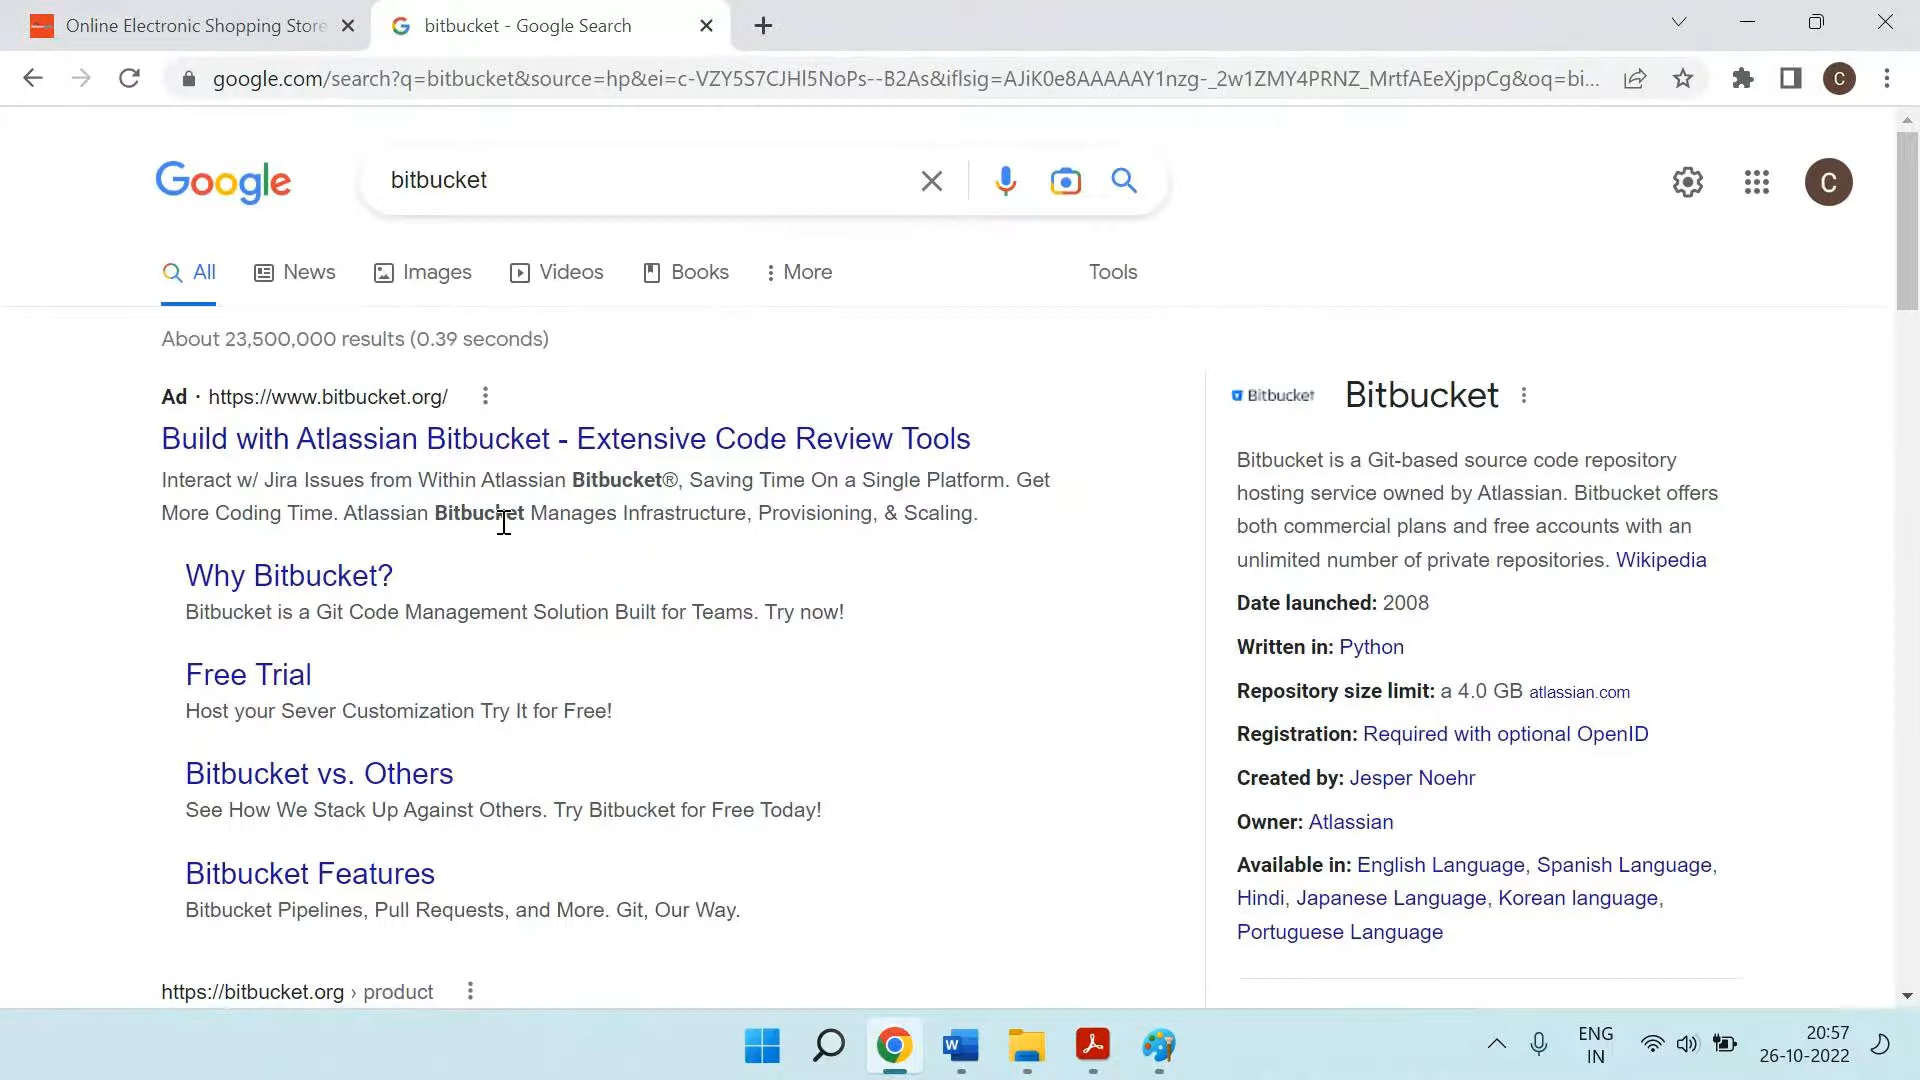 Online Electronic Shopping Store
bitbucket - Google Search
google.com/search?q=bitbucket&source=hp&ei=c-VZY5S7CJHI5NoPs--B2As&iflsig=AJiK0e8AAAAAY1nzg-_2w1ZMY4PRNZ_MrtfAEeXjppCg&oq=bi...
C
Google
bitbucket
C
All
News
Images
Videos
Books
More
Tools
About 23,500,000 results (0.39 seconds)
Ad · https://www.bitbucket.org/
Build with Atlassian Bitbucket - Extensive Code Review Tools
Interact w/ Jira Issues from Within Atlassian Bitbucket®, Saving Time On a Single Platform. Get
More Coding Time. Atlassian Bitbucket Manages Infrastructure, Provisioning, & Scaling.
Why Bitbucket?
Bitbucket is a Git Code Management Solution Built for Teams. Try now!
Free Trial
Host your Sever Customization Try It for Free!
Bitbucket vs. Others
See How We Stack Up Against Others. Try Bitbucket for Free Today!
Bitbucket Features
Bitbucket Pipelines, Pull Requests, and More. Git, Our Way.
https://bitbucket.org › product
Bitbucket
Bitbucket
Bitbucket is a Git-based source code repository
hosting service owned by Atlassian. Bitbucket offers
both commercial plans and free accounts with an
unlimited number of private repositories. Wikipedia
Date launched: 2008
Written in: Python
Repository size limit: a 4.0 GB atlassian.com
Registration: Required with optional OpenID
Created by: Jesper Noehr
Owner: Atlassian
Available in: English Language, Spanish Language,
Hindi, Japanese Language, Korean language,
Portuguese Language
W
ENG
IN
20:57
26-10-2022